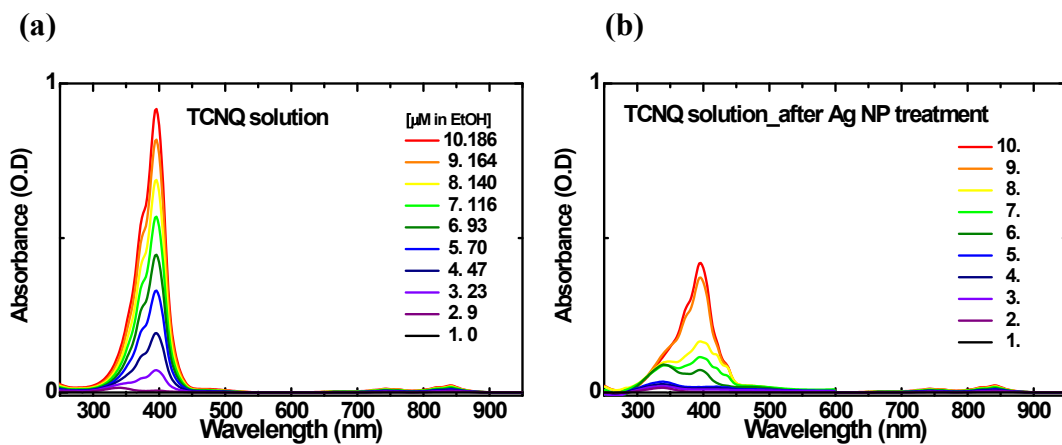 (a)
(b)
1
TCNQ solution
[µM in EtOH]
10.186
9. 164
8. 140
7. 116
6. 93
5. 70
4. 47
3. 23
2. 9
1. 0
Absorbance (O.D)
0
300 400 500 600 700 800 900
Wavelength (nm)
1
TCNQ solution_after Ag NP treatment
10.
9.
8.
7.
6.
5.
4.
3.
2.
1.
Absorbance (O.D)
0
300 400 500 600 700 800 900
Wavelength (nm)